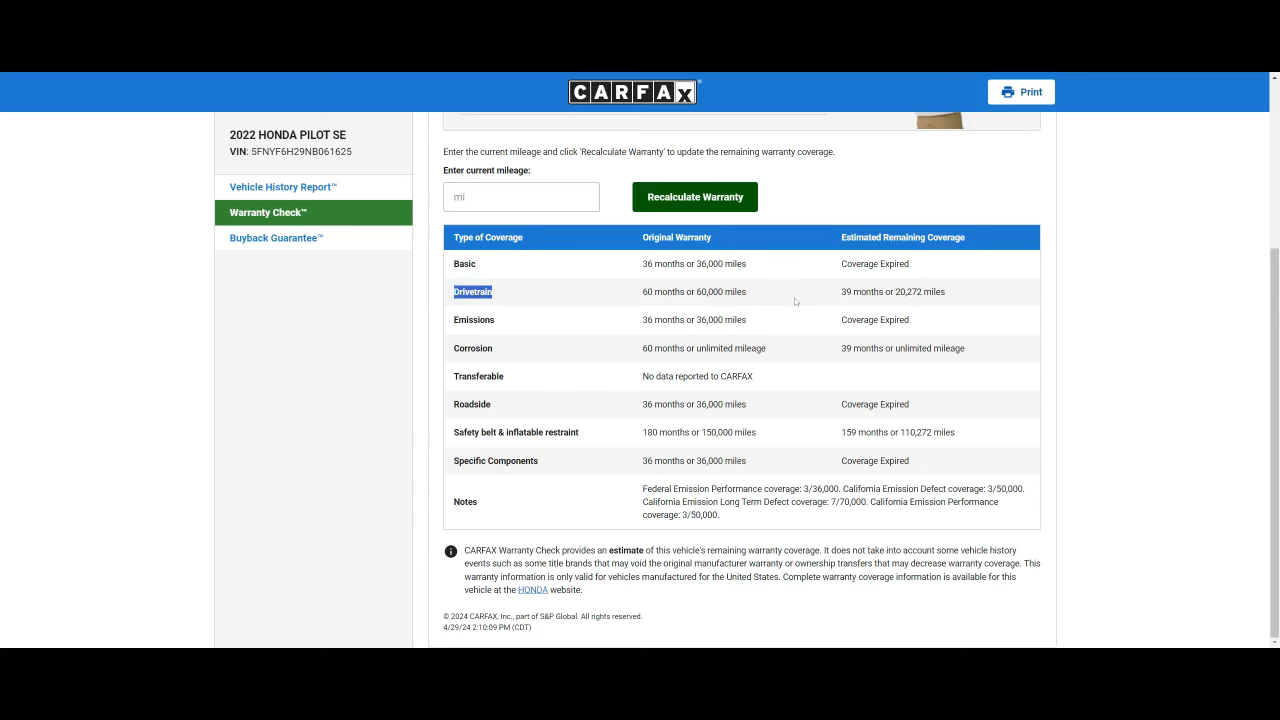 CARFAX
Print
2022 HONDA PILOT SE
VIN: 5FNYF6H29NB061625
Vehicle History Report™
Warranty Check™
Buyback Guarantee™
Enter the current mileage and click 'Recalculate Warranty' to update the remaining warranty coverage.
Enter current mileage:
mi
Recalculate Warranty
Type of Coverage Original Warranty Estimated Remaining Coverage
Basic 36 months or 36,000 miles Coverage Expired
Drivetrain 60 months or 60,000 miles 39 months or 20,272 miles
Emissions 36 months or 36,000 miles Coverage Expired
Corrosion 60 months or unlimited mileage 39 months or unlimited mileage
Transferable No data reported to CARFAX
Roadside 36 months or 36,000 miles Coverage Expired
Safety belt & inflatable restraint 180 months or 150,000 miles 159 months or 110,272 miles
Specific Components 36 months or 36,000 miles Coverage Expired
Notes
Federal Emission Performance coverage: 3/36,000. California Emission Defect coverage: 3/50,000.
California Emission Long Term Defect coverage: 7/70,000. California Emission Performance
coverage: 3/50,000.
CARFAX Warranty Check provides an estimate of this vehicle's remaining warranty coverage. It does not take into account some vehicle history
events such as some title brands that may void the original manufacturer warranty or ownership transfers that may decrease warranty coverage. This
warranty information is only valid for vehicles manufactured for the United States. Complete warranty coverage information is available for this
vehicle at the HONDA website.
© 2024 CARFAX, Inc., part of S&P Global. All rights reserved.
4/29/24 2:10:09 PM (CDT)